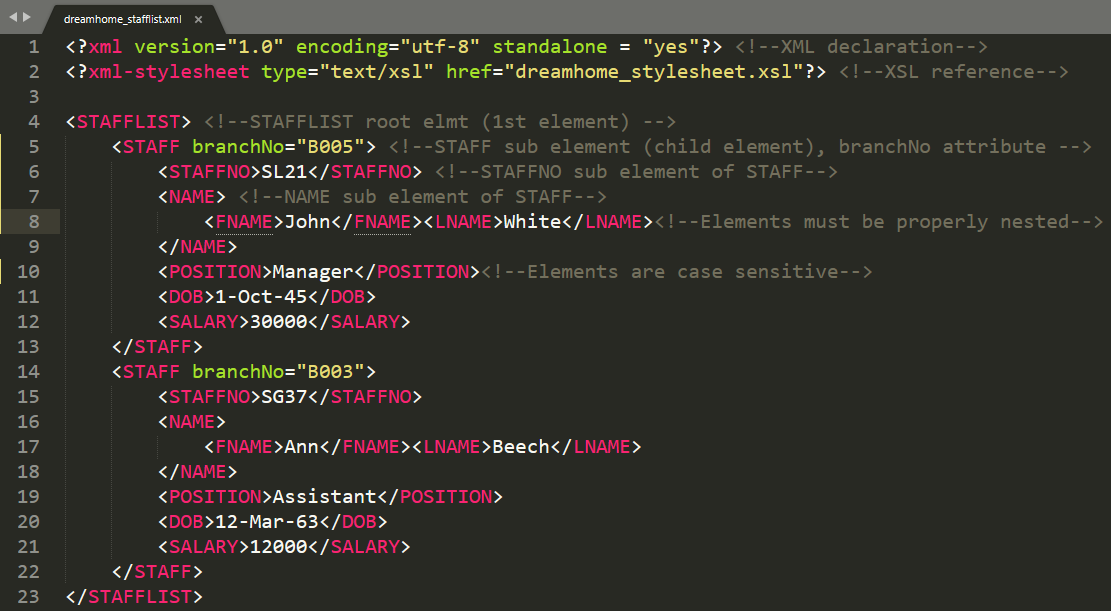 dreamhome_stafflist.xml ×
1 <?xml version="1.0" encoding="utf-8" standalone = "yes"?> <!--XML declaration-->
2 <?xml-stylesheet type="text/xsl" href="dreamhome_stylesheet.xsl"?> <!--XSL reference-->
3
4 <STAFFLIST> <!--STAFFLIST root elmt (1st element) -->
5 <STAFF branchNo="B005"> <!--STAFF sub element (child element), branchNo attribute -->
6 <STAFFNO>SL21</STAFFNO> <!--STAFFNO sub element of STAFF-->
7 <NAME> <!--NAME sub element of STAFF-->
8 <FNAME>John</FNAME><LNAME>White</LNAME><!--Elements must be properly nested-->
9 </NAME>
10 <POSITION>Manager</POSITION><!--Elements are case sensitive-->
11 <DOB>1-Oct-45</DOB>
12 <SALARY>30000</SALARY>
13 </STAFF>
14 <STAFF branchNo="B003">
15 <STAFFNO>SG37</STAFFNO>
16 <NAME>
17 <FNAME>Ann</FNAME><LNAME>Beech</LNAME>
18 </NAME>
19 <POSITION>Assistant</POSITION>
20 <DOB>12-Mar-63</DOB>
21 <SALARY>12000</SALARY>
22 </STAFF>
23 </STAFFLIST>